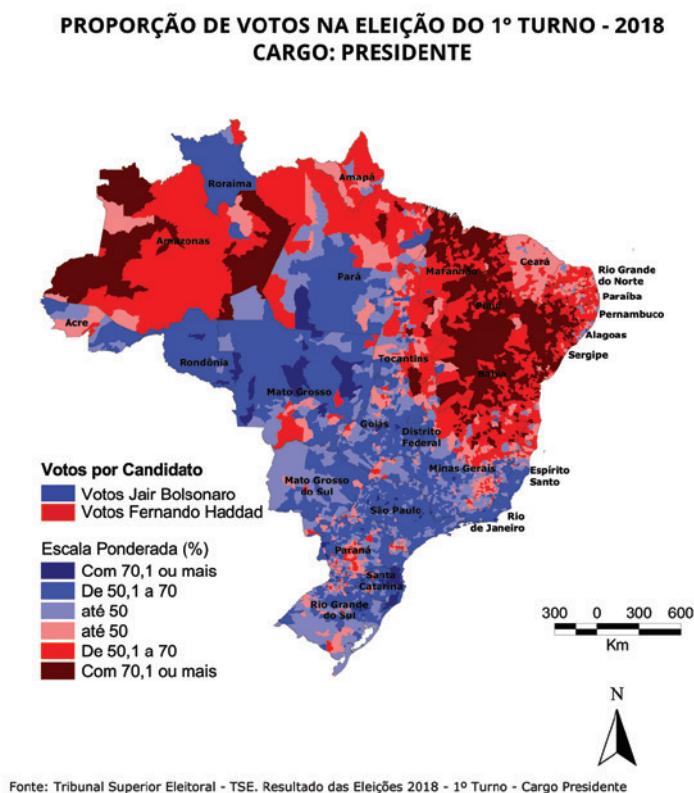 PROPORÇÃO DE VOTOS NA ELEIÇÃO DO 1º TURNO - 2018
CARGO: PRESIDENTE
Roraima
Amapá
Amazonas
Pará
Maranhão
Ceará
Rio Grande
do Norte
Paraíba
Piauí
Pernambuco
Acre
Alagoas
Tocantins
Sergipe
Rondônia
Bahia
Mato Grosso
Goiás
Distrito
Federal
Minas Gerais
Espírito
Santo
Mato Grosso
do Sul
São Paulo
Rio
de Janeiro
Paraná
Santa
Catarina
Rio Grande
do Sul
Votos por Candidato
Votos Jair Bolsonaro
Votos Fernando Haddad
Escala Ponderada (%)
Com 70,1 ou mais
De 50,1 a 70
até 50
até 50
De 50,1 a 70
Com 70,1 ou mais
300 0 300 600
Km
N
Fonte: Tribunal Superior Eleitoral - TSE. Resultado das Eleições 2018 - 1º Turno - Cargo Presidente